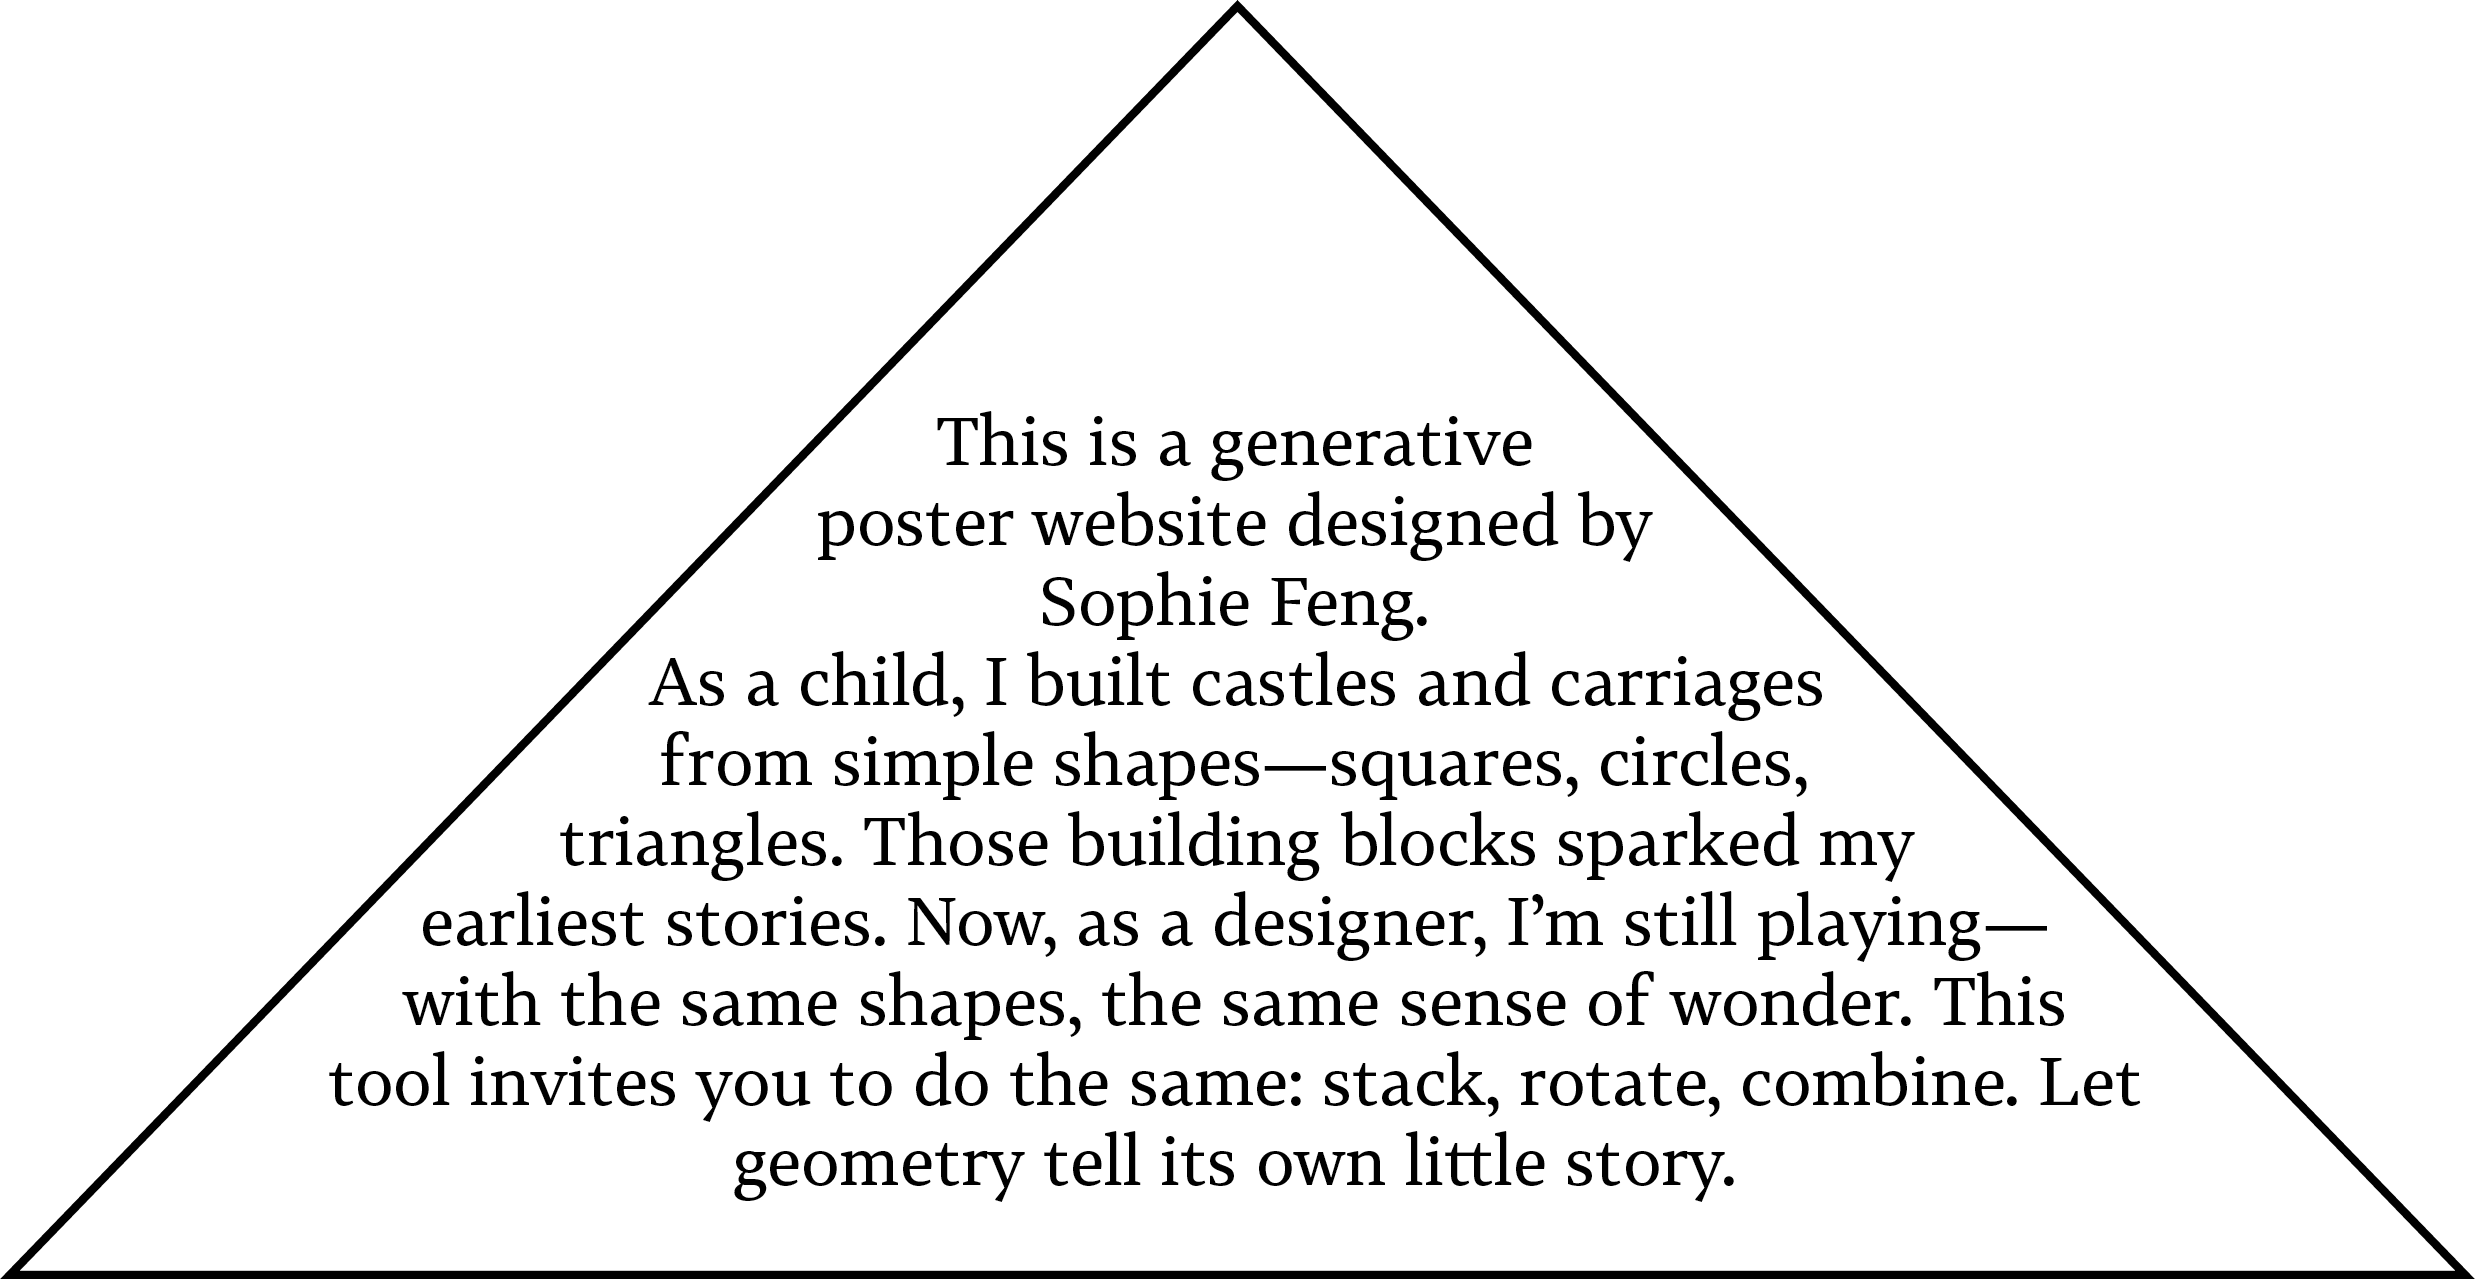 This is a generative
poster website designed by
Sophie Feng.
As a child, I built castles and carriages
from simple shapes—squares, circles,
triangles. Those building blocks sparked my
earliest stories. Now, as a designer, I’m still playing—
with the same shapes, the same sense of wonder. This
tool invites you to do the same: stack, rotate, combine. Let
geometry tell its own little story.